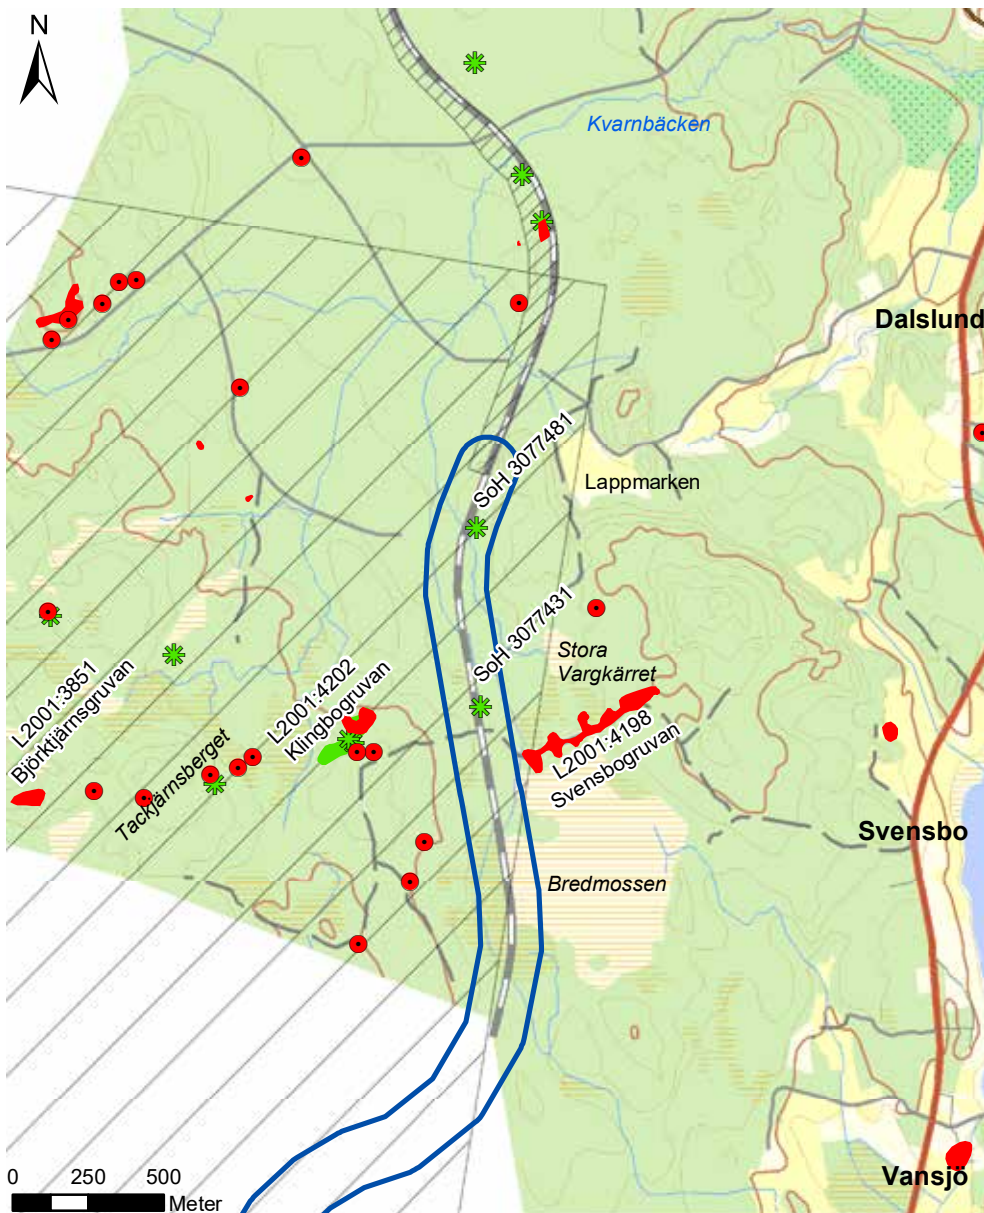 N
Kvarnbäcken
Dalslund
SoH 3077481
Lappmarken
SoH 3077431
Stora
Vargkärret
L2001:3851
Björktjärnsgruvan
L2001:4202
Klingbogruvan
L2001:4198
Svensbogruvan
Tackjärnsberget
Svensbo
Bredmossen
Vansjö
0 250 500
Meter